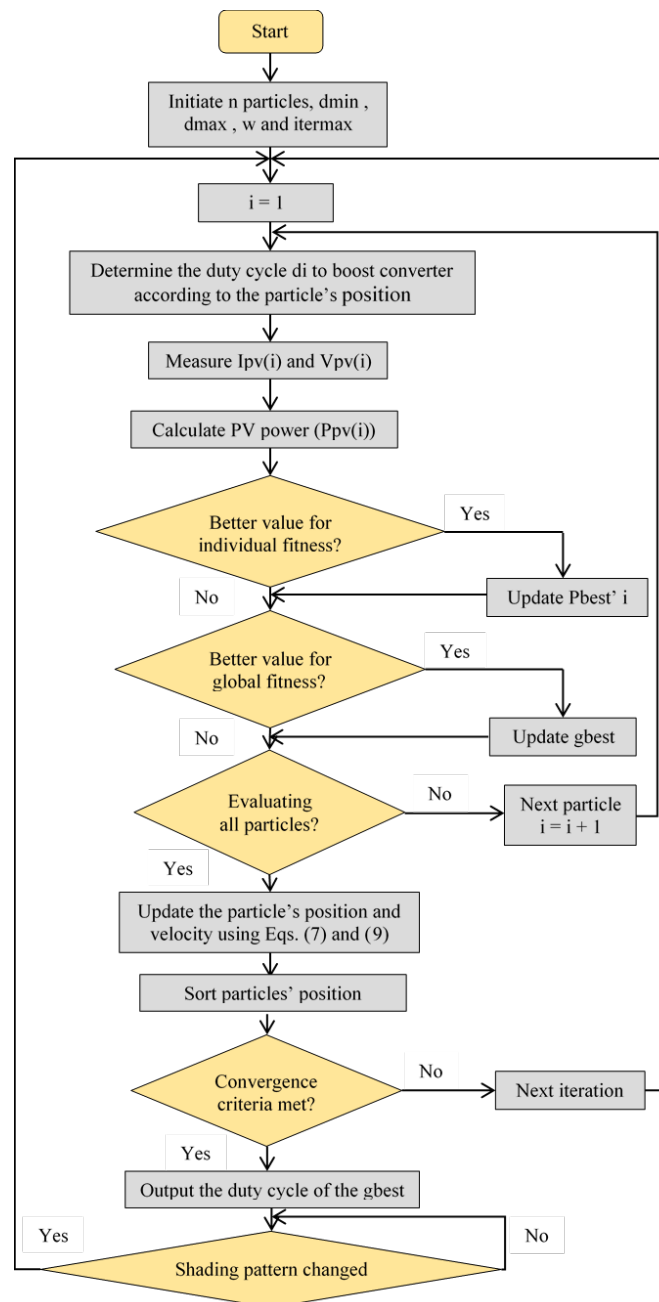 Start
Initiate n particles, dmin ,
dmax , w and itermax
i = 1
Determine the duty cycle di to boost converter
according to the particle's position
Measure Ipv(i) and Vpv(i)
Calculate PV power (Ppv(i))
Better value for
individual fitness?
Yes
No
Update Pbest' i
Better value for
global fitness?
Yes
No
Update gbest
Evaluating
all particles?
No
Next particle
i = i + 1
Yes
Update the particle's position and
velocity using Eqs. (7) and (9)
Sort particles' position
Convergence
criteria met?
No
Next iteration
Yes
Output the duty cycle of the gbest
Yes
No
Shading pattern changed